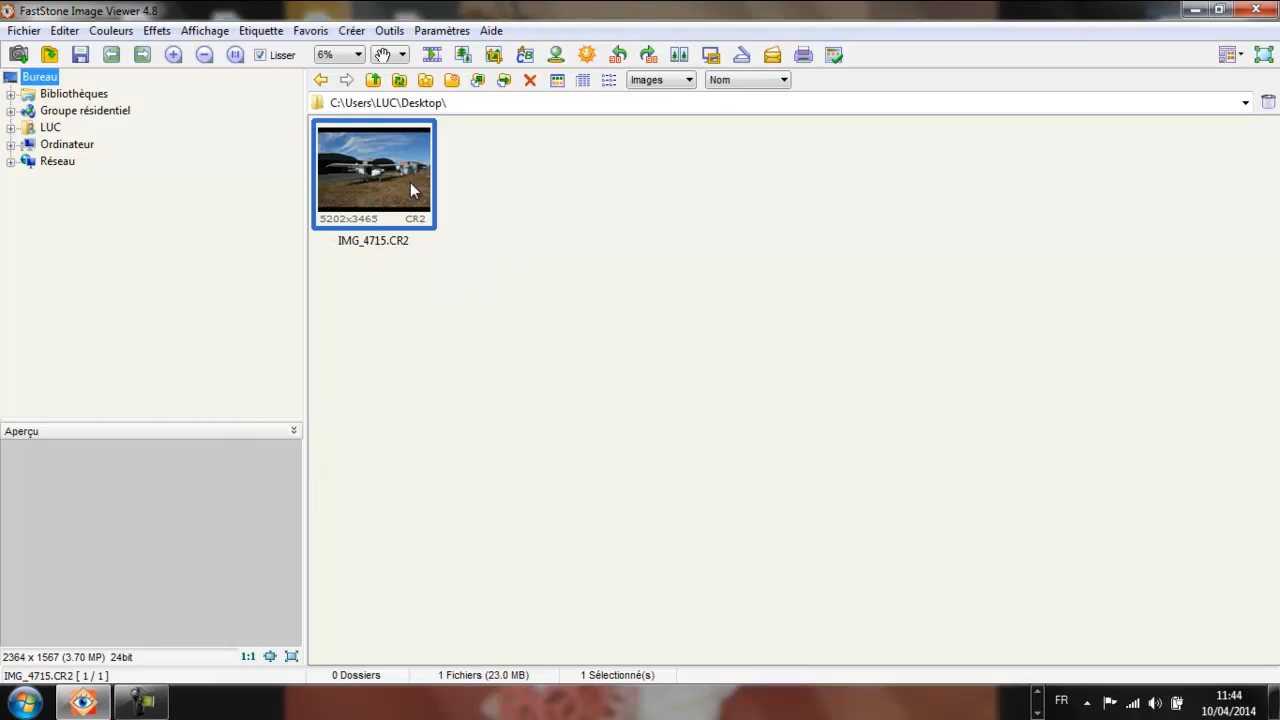 FastStone Image Viewer 4.8
Fichier Editer Couleurs Effets Affichage Etiquette Favoris Créer Outils Paramètres Aide
Lisser 6%
Bureau
Images Nom
Bibliothèques
C:\Users\LUC\Desktop\
Groupe résidentiel
LUC
Ordinateur
Réseau
5202x3465 CR2
IMG_4715.CR2
Aperçu
2364 x 1567 (3.70 MP) 24bit 1:1
IMG_4715.CR2 [ 1 / 1 ] 0 Dossiers 1 Fichiers (23.0 MB) 1 Sélectionné(s)
FR 11:44
10/04/2014